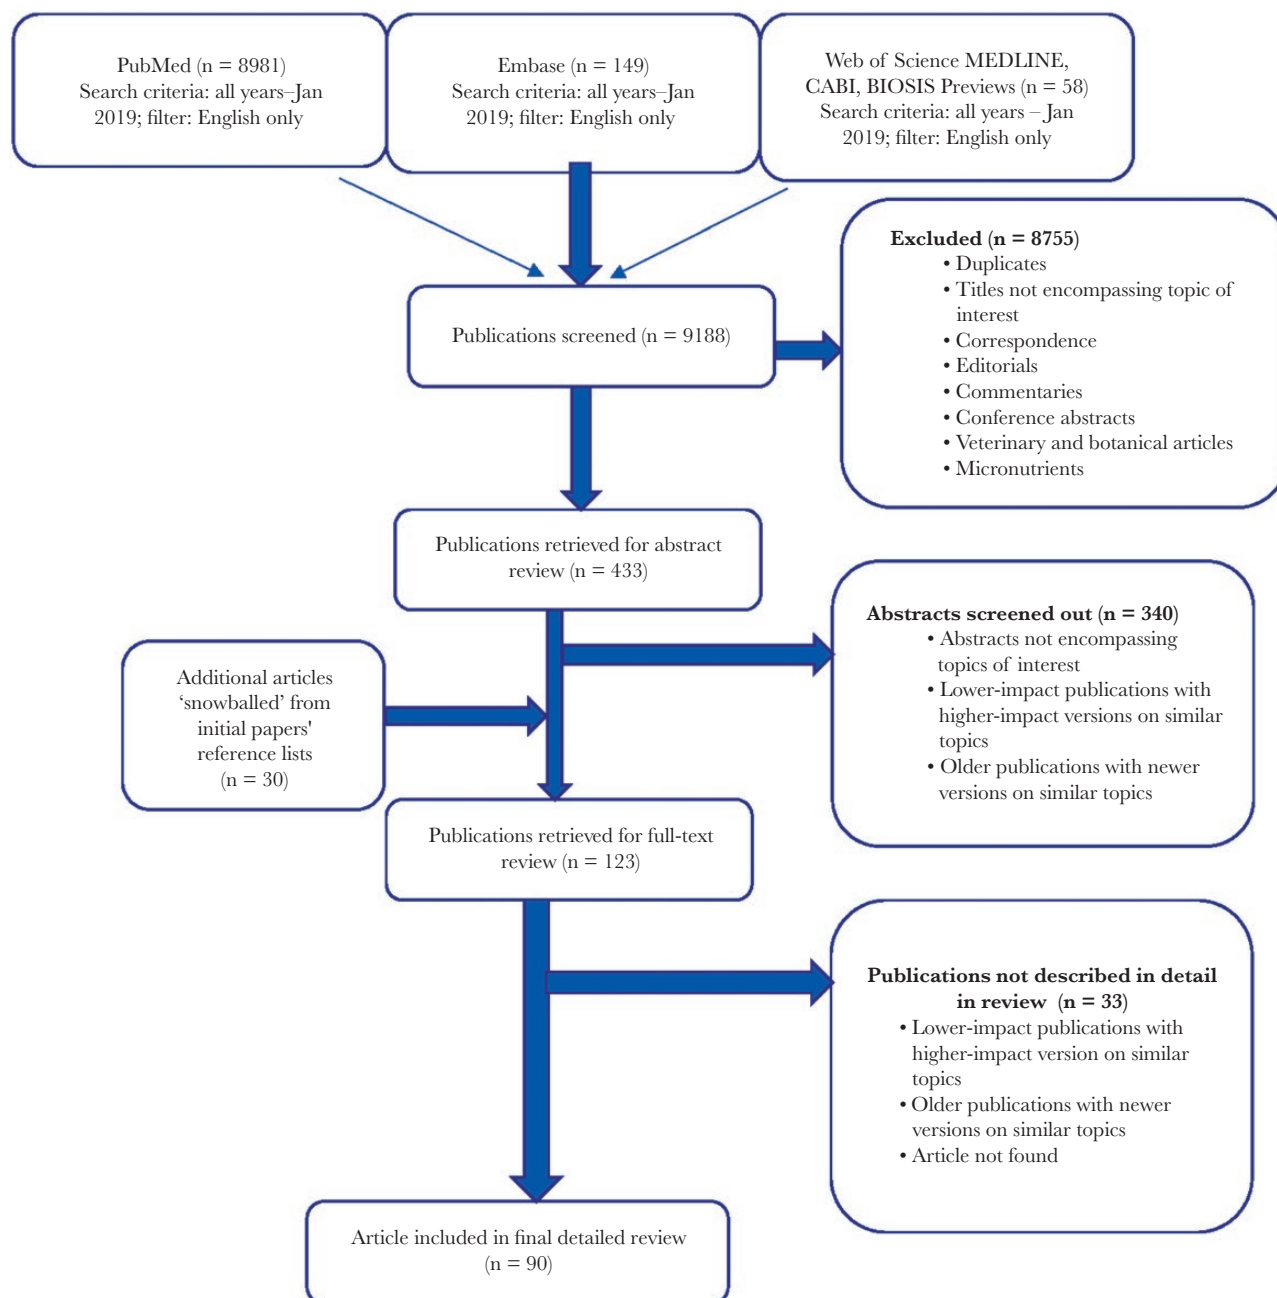 PubMed (n = 8981)
Search criteria: all years–Jan
2019; filter: English only
Embase (n = 149)
Search criteria: all years–Jan
2019; filter: English only
Web of Science MEDLINE,
CABI, BIOSIS Previews (n = 58)
Search criteria: all years – Jan
2019; filter: English only
Publications screened (n = 9188)
Excluded (n = 8755)
• Duplicates
• Titles not encompassing topic of
interest
• Correspondence
• Editorials
• Commentaries
• Conference abstracts
• Veterinary and botanical articles
• Micronutrients
Publications retrieved for abstract
review (n = 433)
Abstracts screened out (n = 340)
• Abstracts not encompassing
topics of interest
• Lower-impact publications with
higher-impact versions on similar
topics
• Older publications with newer
versions on similar topics
Additional articles
‘snowballed’ from
initial papers'
reference lists
(n = 30)
Publications retrieved for full-text
review (n = 123)
Publications not described in detail
in review (n = 33)
• Lower-impact publications with
higher-impact version on similar
topics
• Older publications with newer
versions on similar topics
• Article not found
Article included in final detailed review
(n = 90)